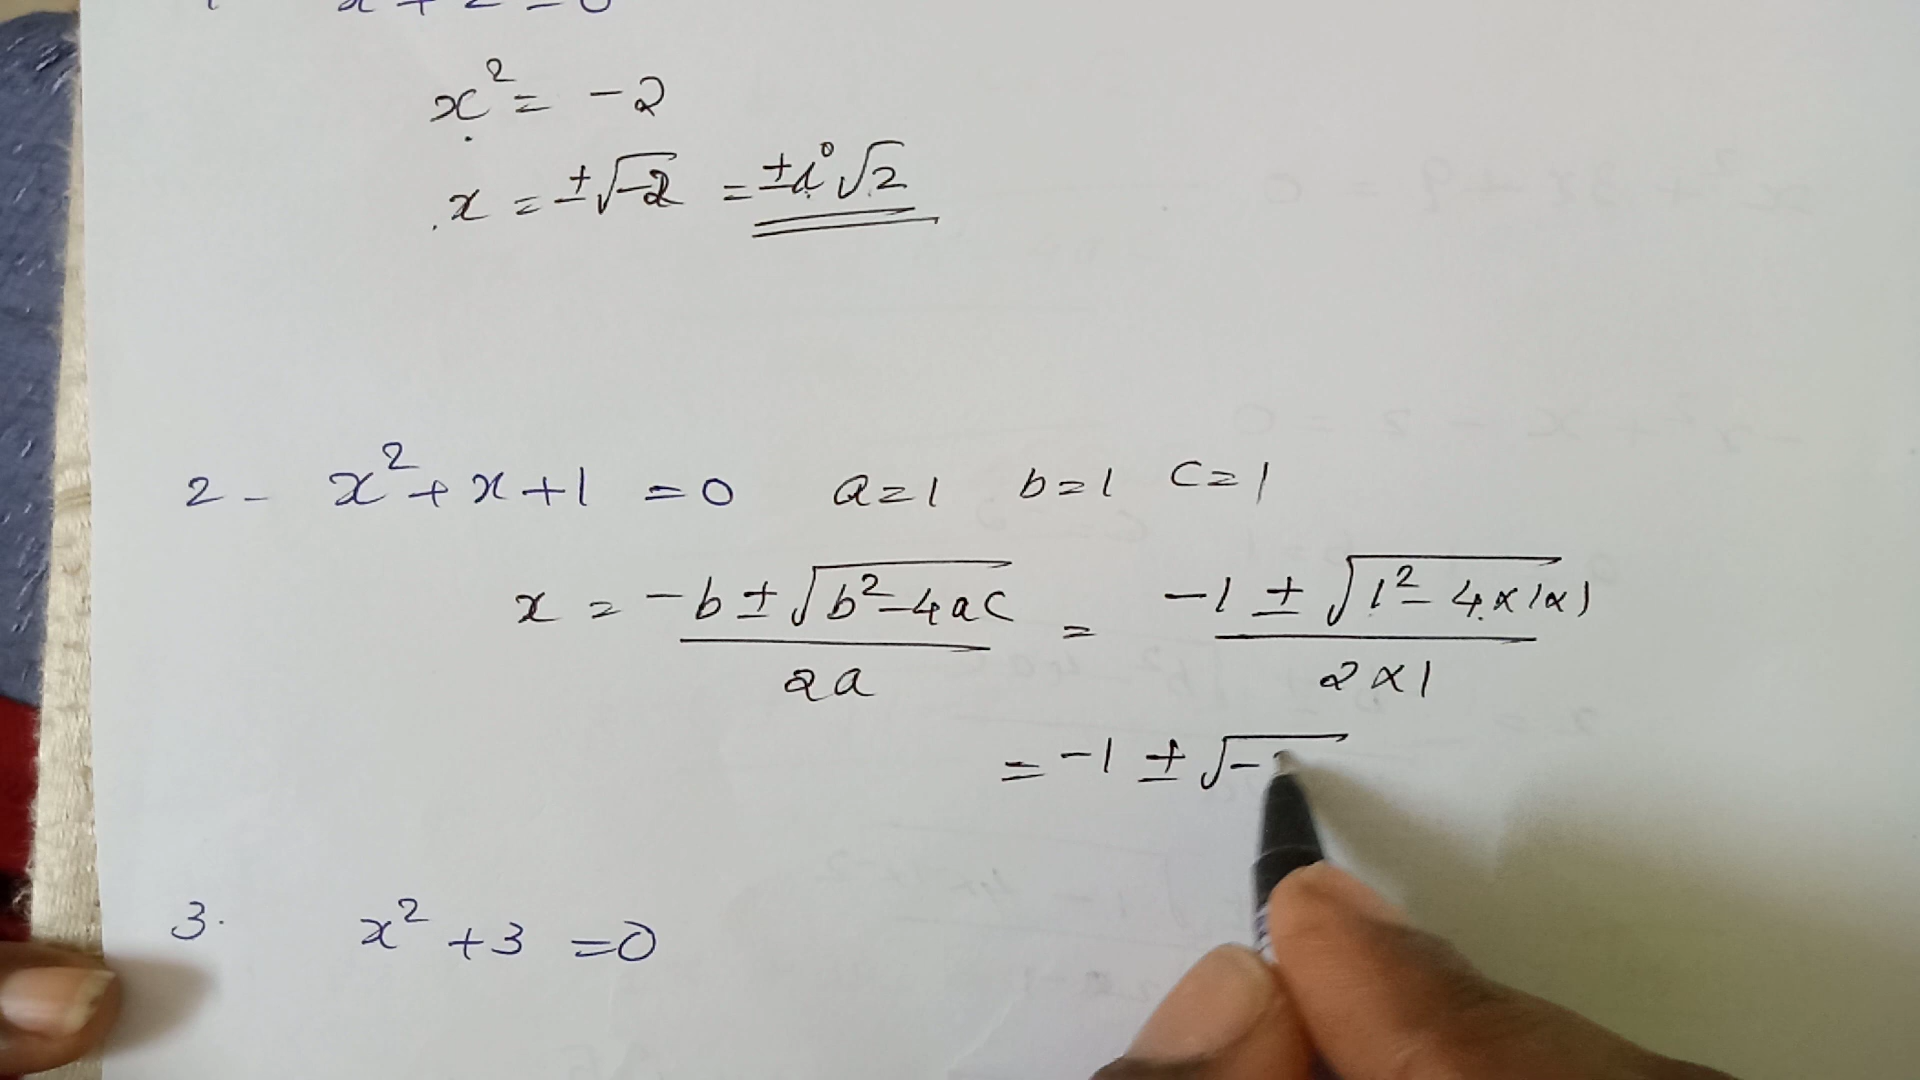 x² = -2
x = ±√-2 = ±i√2
2 - x² + x + 1 = 0 a = 1 b = 1 c = 1
x = (-b ± √(b² - 4ac)) / 2a = (-1 ± √(1² - 4×1×1)) / 2×1
= -1 ± √-
3. x² + 3 = 0